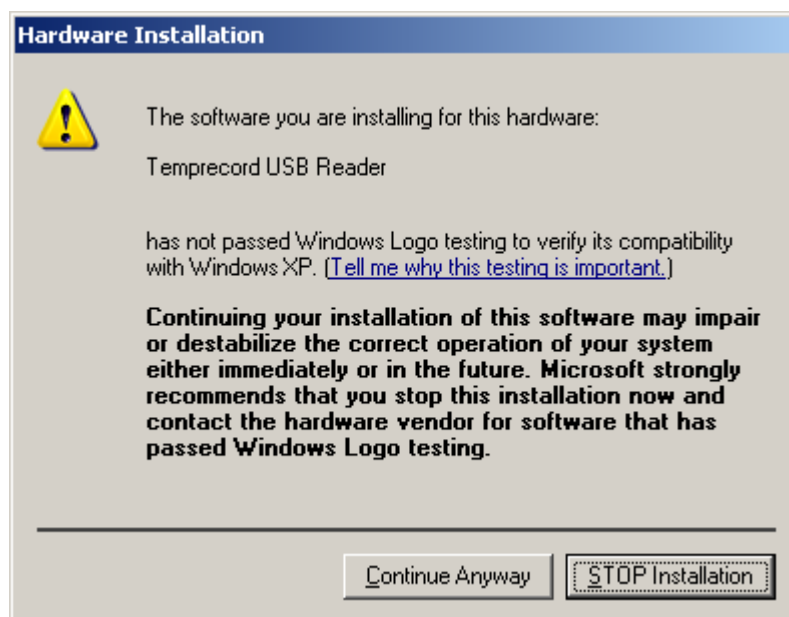 Hardware Installation
The software you are installing for this hardware:
Temprecord USB Reader
has not passed Windows Logo testing to verify its compatibility
with Windows XP. (Tell me why this testing is important.)
Continuing your installation of this software may impair
or destabilize the correct operation of your system
either immediately or in the future. Microsoft strongly
recommends that you stop this installation now and
contact the hardware vendor for software that has
passed Windows Logo testing.
Continue Anyway
STOP Installation